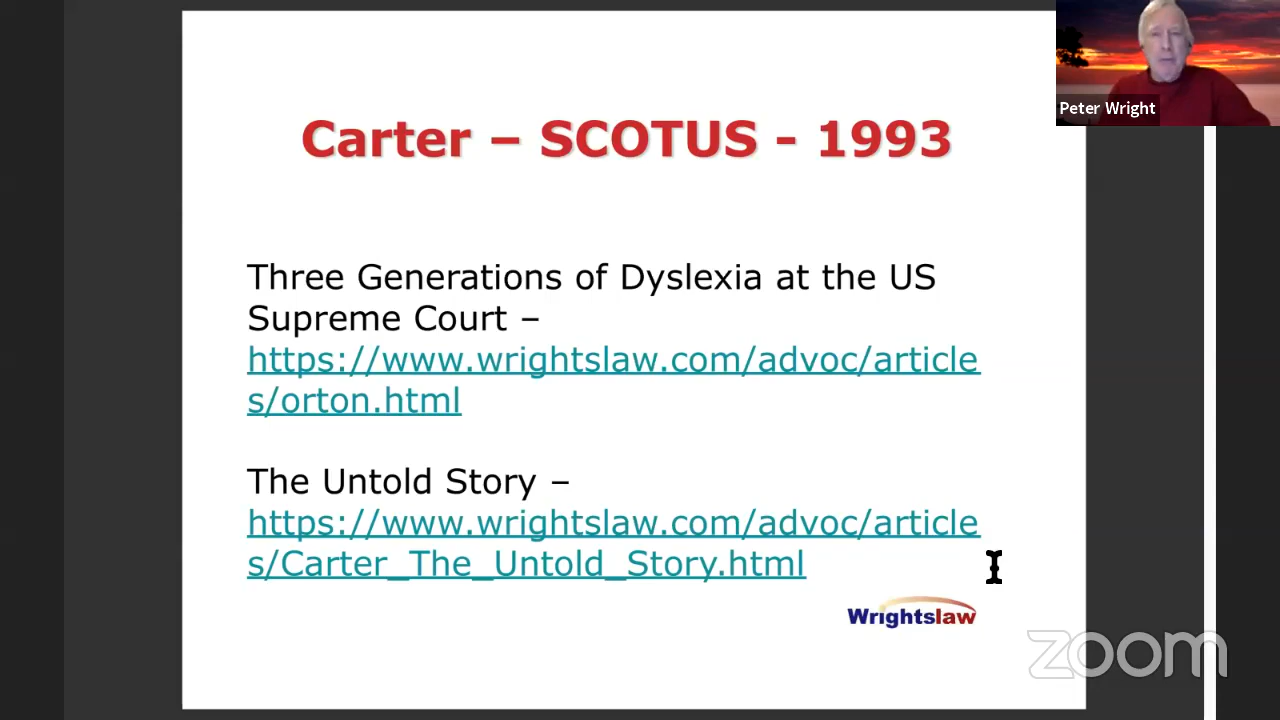 Peter Wright
Carter – SCOTUS - 1993
Three Generations of Dyslexia at the US
Supreme Court –
https://www.wrightslaw.com/advoc/article
s/orton.html
The Untold Story –
https://www.wrightslaw.com/advoc/article
s/Carter_The_Untold_Story.html
Wrightslaw
zoom